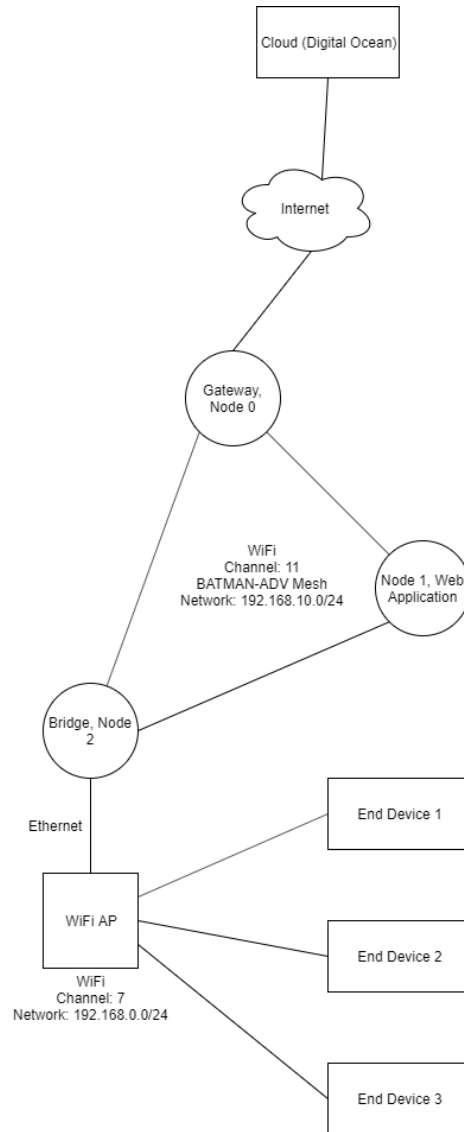 Cloud (Digital Ocean)
Internet
Gateway,
Node 0
WiFi
Channel: 11
BATMAN-ADV Mesh
Network: 192.168.10.0/24
Node 1, Web
Application
Bridge, Node
2
Ethernet
End Device 1
WiFi AP
End Device 2
WiFi
Channel: 7
Network: 192.168.0.0/24
End Device 3